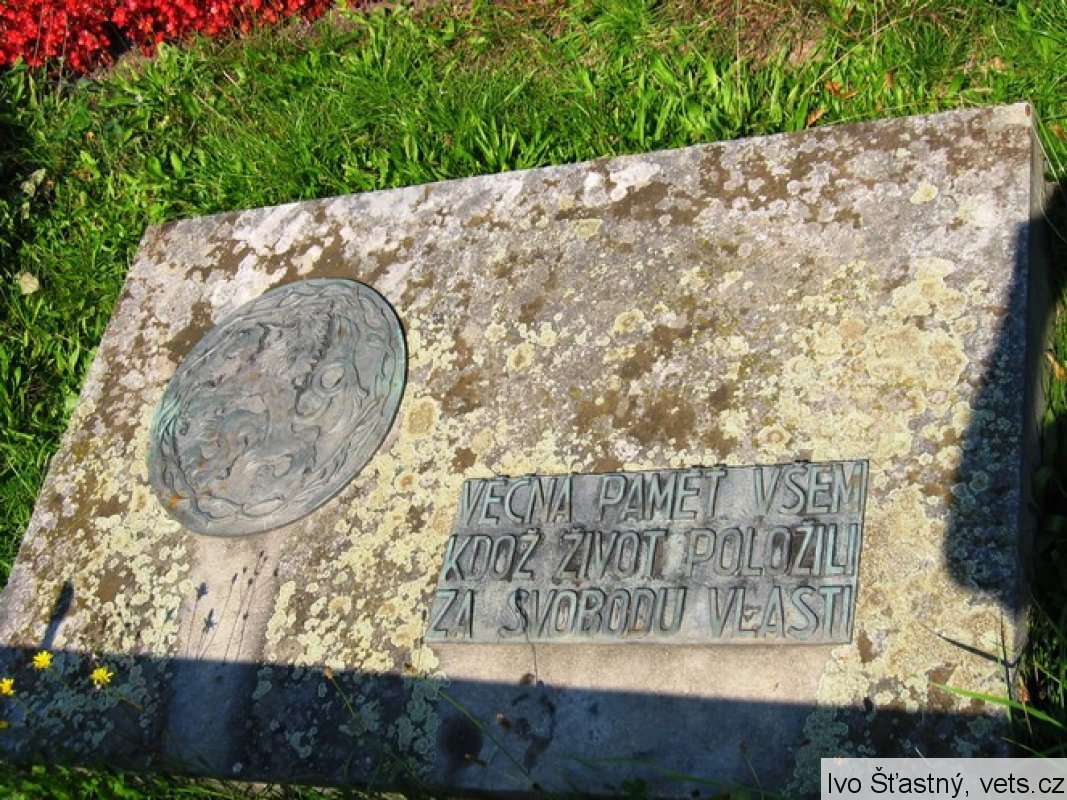 VĚČNÁ PAMĚŤ VŠEM
KDOŽ ŽIVOT POLOŽILI
ZA SVOBODU VLASTI
Ivo Šťastný, vets.cz